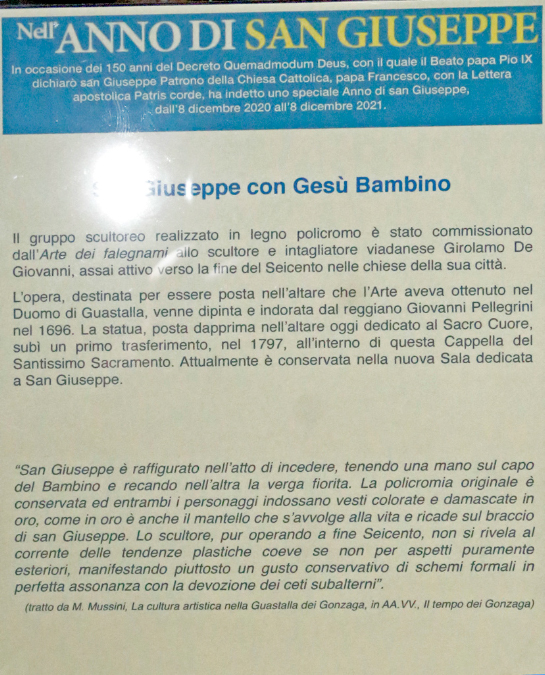 Nell'ANNO DI SAN GIUSEPPE
In occasione dei 150 anni del Decreto Quemadmodum Deus, con il quale il Beato papa Pio IX
dichiarò san Giuseppe Patrono della Chiesa Cattolica, papa Francesco, con la Lettera
apostolica Patris corde, ha indetto uno speciale Anno di san Giuseppe,
dall'8 dicembre 2020 all'8 dicembre 2021.
Giuseppe con Gesù Bambino
Il gruppo scultoreo realizzato in legno policromo è stato commissionato
dall'Arte dei falegnami allo scultore e intagliatore viadanese Girolamo De
Giovanni, assai attivo verso la fine del Seicento nelle chiese della sua città.
L'opera, destinata per essere posta nell'altare che l'Arte aveva ottenuto nel
Duomo di Guastalla, venne dipinta e indorata dal reggiano Giovanni Pellegrini
nel 1696. La statua, posta dapprima nell'altare oggi dedicato al Sacro Cuore,
subì un primo trasferimento, nel 1797, all'interno di questa Cappella del
Santissimo Sacramento. Attualmente è conservata nella nuova Sala dedicata
a San Giuseppe.
"San Giuseppe è raffigurato nell'atto di incedere, tenendo una mano sul capo
del Bambino e recando nell'altra la verga fiorita. La policromia originale è
conservata ed entrambi i personaggi indossano vesti colorate e damascate in
oro, come in oro è anche il mantello che s'avvolge alla vita e ricade sul braccio
di san Giuseppe. Lo scultore, pur operando a fine Seicento, non si rivela al
corrente delle tendenze plastiche coeve se non per aspetti puramente
esteriori, manifestando piuttosto un gusto conservativo di schemi formali in
perfetta assonanza con la devozione dei ceti subalterni".
(tratto da M. Mussini, La cultura artistica nella Guastalla dei Gonzaga, in AA.VV., Il tempo dei Gonzaga)